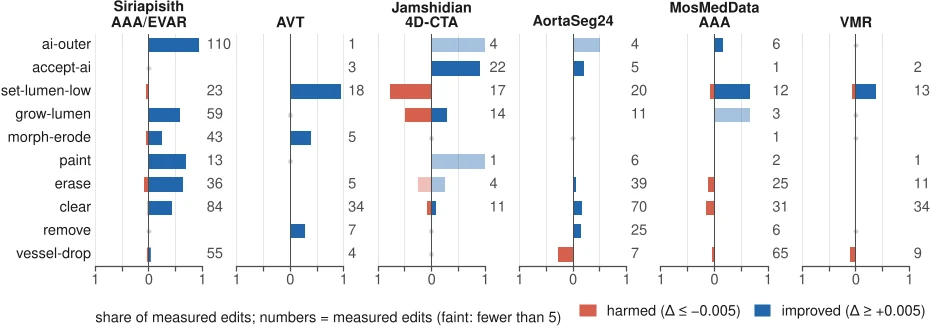 Siriapisith
AAA/EVAR
AVT
Jamshidian
4D-CTA
AortaSeg24
MosMedData
AAA
VMR
ai-outer 110 1 4 4 6
accept-ai 3 22 5 1 2
set-lumen-low 23 18 17 20 12 13
grow-lumen 59 14 11 3
morph-erode 43 5 1
paint 13 1 6 2 1
erase 36 5 4 39 25 11
clear 84 34 11 70 31 34
remove 7 25 6
vessel-drop 55 4 7 65 9
1 0 1 1 0 1 1 0 1 1 0 1 1 0 1 1 0 1
share of measured edits; numbers = measured edits (faint: fewer than 5)
harmed (Δ ≤ −0.005)
improved (Δ ≥ +0.005)